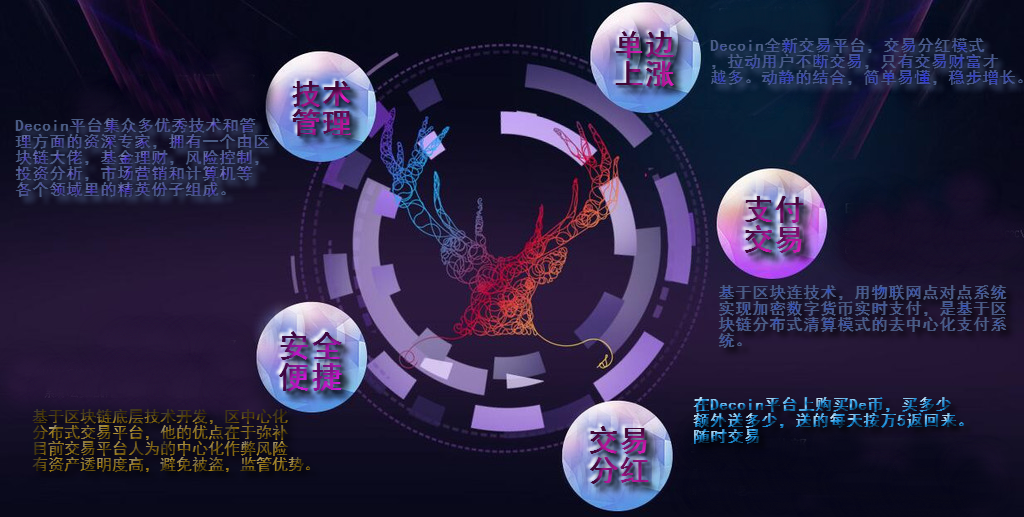 单边
上涨
Decoin全新交易平台，交易分红模式
，拉动用户不断交易，只有交易财富才
越多。动静的结合，简单易懂，稳步增长。
技术
管理
Decoin平台集众多优秀技术和管
理方面的资深专家，拥有一个由区
块链大佬，基金理财，风险控制，
投资分析，市场营销和计算机等
各个领域里的精英份子组成。
支付
交易
基于区块连技术，用物联网点对点系统
实现加密数字货币实时支付，是基于区
块链分布式清算模式的去中心化支付系
统。
安全
便捷
基于区块链底层技术开发，区中心化
分布式交易平台，他的优点在于弥补
目前交易平台人为的中心化作弊风险
有资产透明度高，避免被盗，监管优势。
交易
分红
在Decoin平台上购买De币，买多少
额外送多少，送的每天按万5返回来。
随时交易